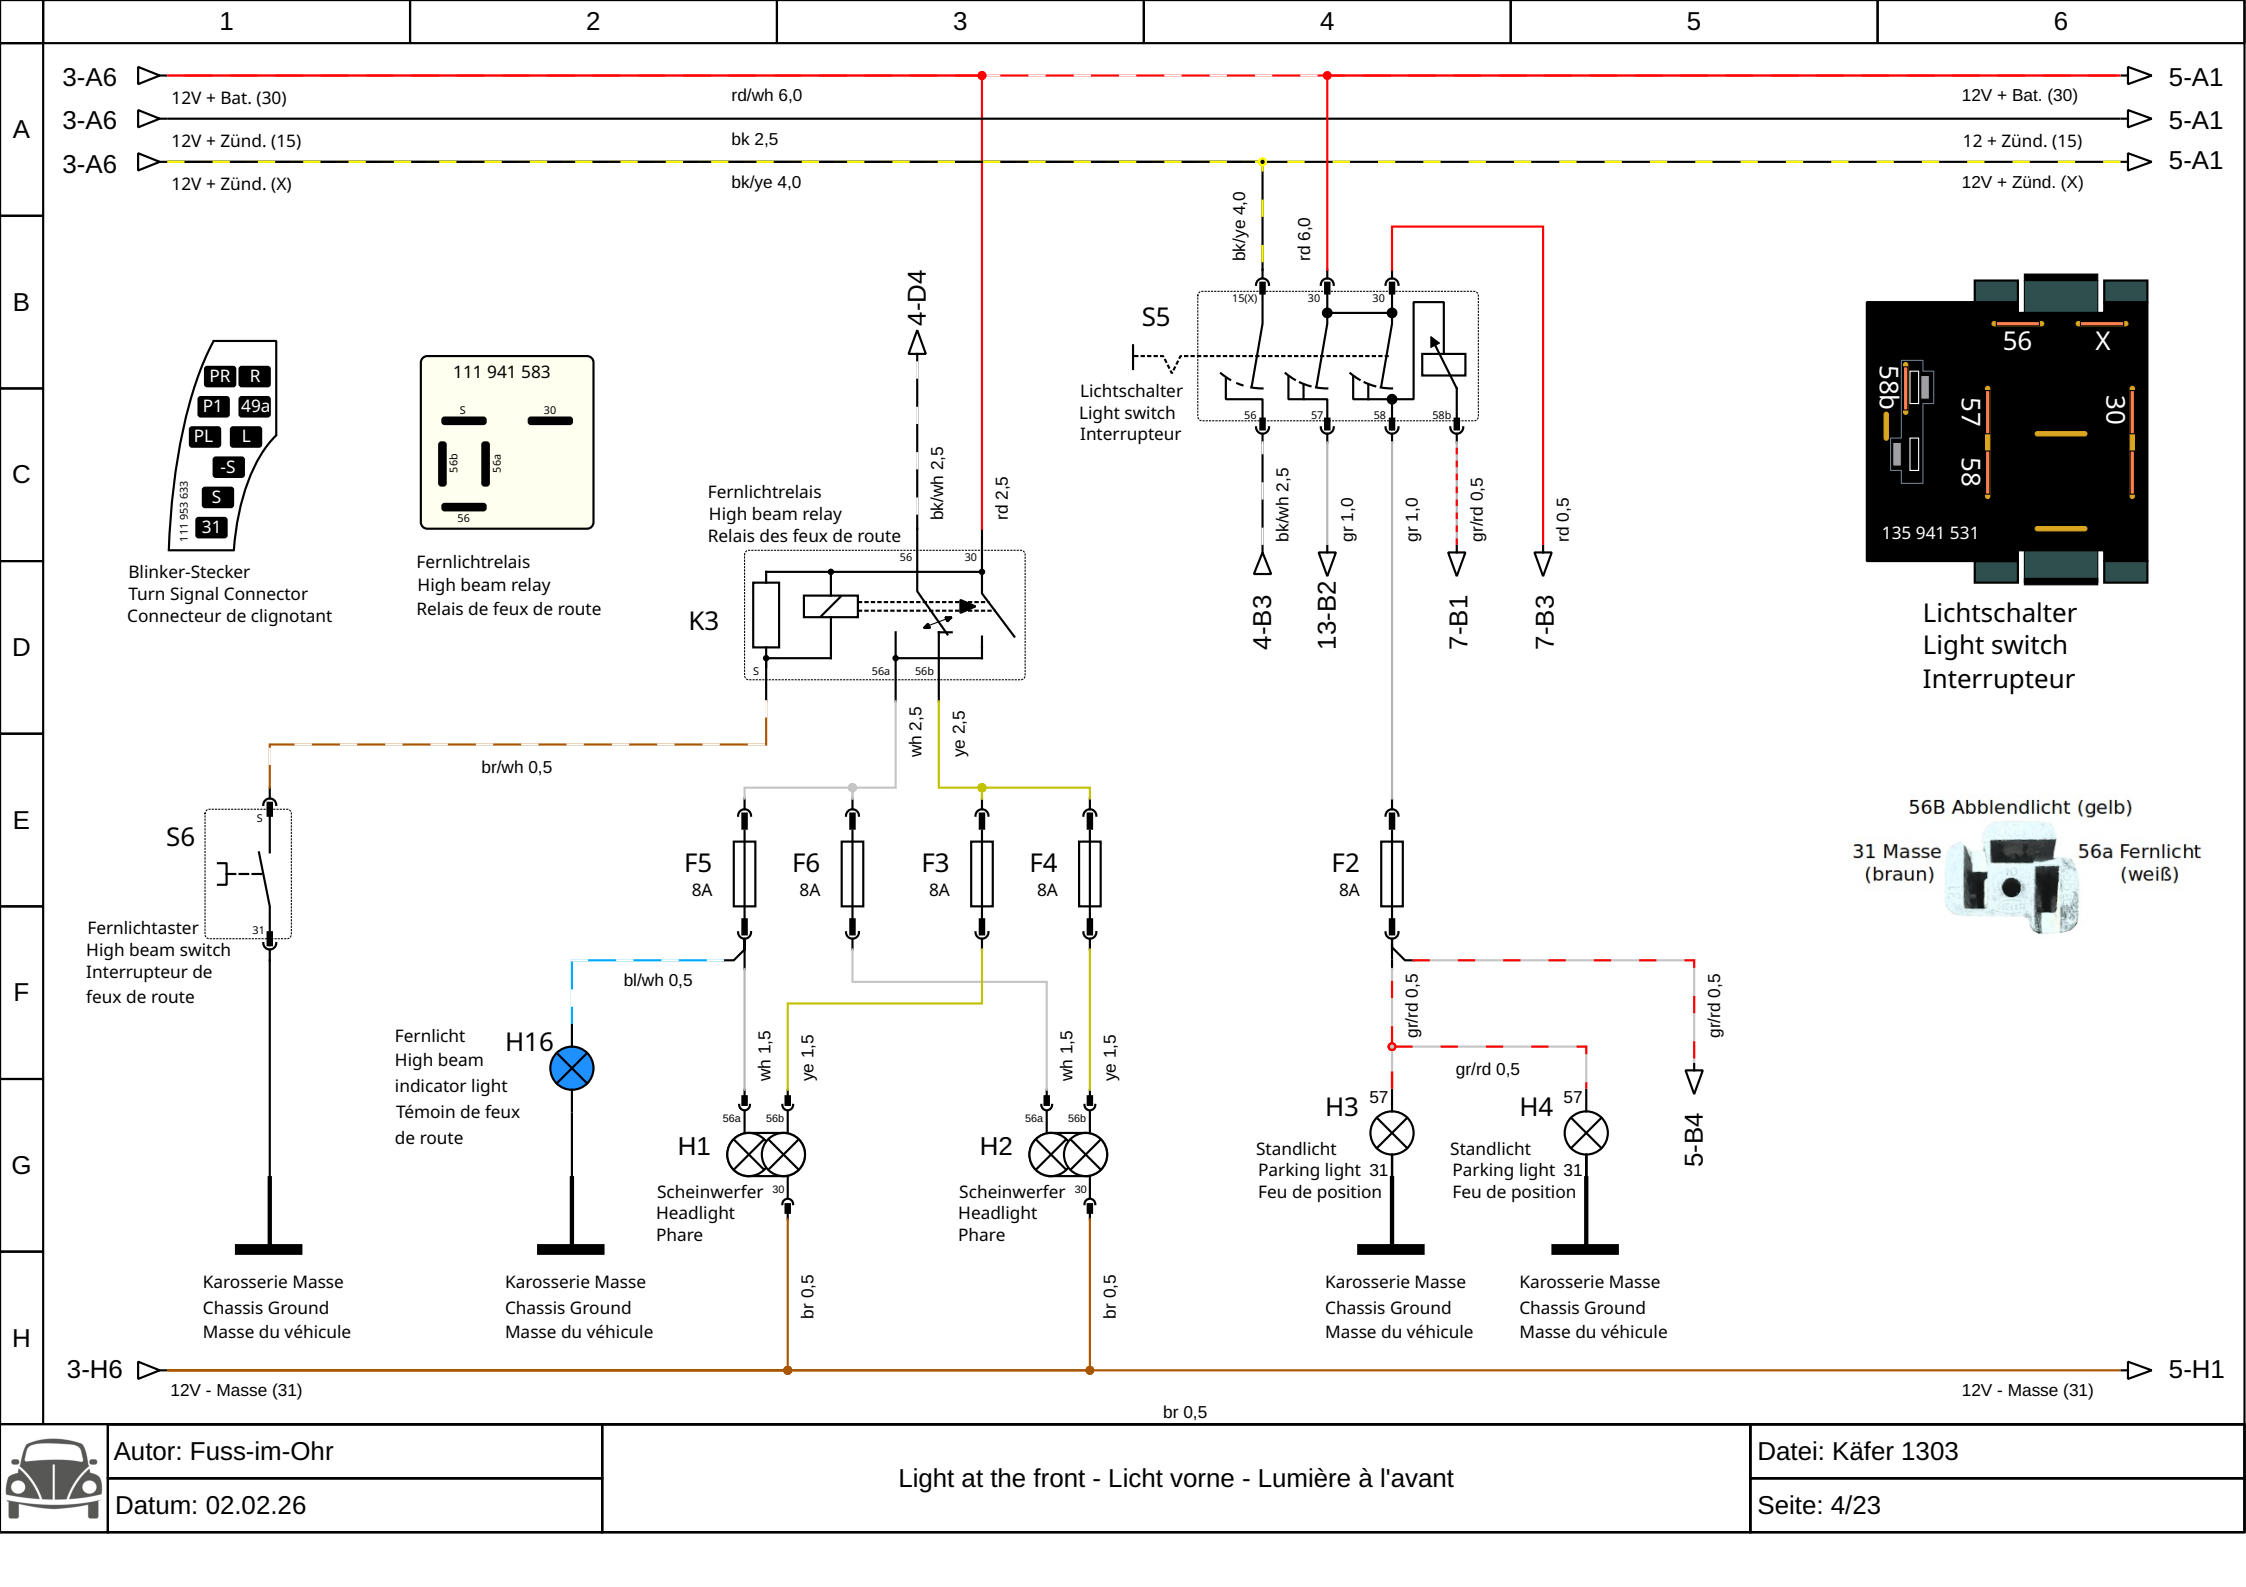 1 2 3 4 5 6
A
B
C
D
E
F
G
H
3-A6
12V + Bat. (30)
rd/wh 6,0
12V + Bat. (30)
5-A1
3-A6
12V + Zünd. (15)
bk 2,5
12 + Zünd. (15)
5-A1
3-A6
12V + Zünd. (X)
bk/ye 4,0
12V + Zünd. (X)
5-A1
PR R
P1 49a
PL L
-S
S
31
111 953 633
Blinker-Stecker
Turn Signal Connector
Connecteur de clignotant
111 941 583
S
30
56b
56a
56
Fernlichtrelais
High beam relay
Relais de feux de route
4-D4
bk/wh 2,5
rd 2,5
Fernlichtrelais
High beam relay
Relais des feux de route
K3
56
30
S
56a
56b
bk/ye 4,0
rd 6,0
S5
Lichtschalter
Light switch
Interrupteur
15(X)
30
30
56
57
58
58b
bk/wh 2,5
gr 1,0
gr 1,0
gr/rd 0,5
rd 0,5
4-B3
13-B2
7-B1
7-B3
56
X
58b
57
30
58
135 941 531
Lichtschalter
Light switch
Interrupteur
br/wh 0,5
wh 2,5
ye 2,5
S6
S
31
Fernlichtaster
High beam switch
Interrupteur de
feux de route
F5
8A
F6
8A
F3
8A
F4
8A
F2
8A
56B Abblendlicht (gelb)
31 Masse
(braun)
56a Fernlicht
(weiß)
bl/wh 0,5
Fernlicht
High beam
indicator light
Témoin de feux
de route
H16
wh 1,5
ye 1,5
wh 1,5
ye 1,5
gr/rd 0,5
gr/rd 0,5
gr/rd 0,5
5-B4
56a
56b
H1
30
Scheinwerfer
Headlight
Phare
56a
56b
H2
30
Scheinwerfer
Headlight
Phare
H3
57
Standlicht
Parking light
Feu de position
31
H4
57
Standlicht
Parking light
Feu de position
31
Karosserie Masse
Chassis Ground
Masse du véhicule
Karosserie Masse
Chassis Ground
Masse du véhicule
br 0,5
br 0,5
Karosserie Masse
Chassis Ground
Masse du véhicule
Karosserie Masse
Chassis Ground
Masse du véhicule
3-H6
12V - Masse (31)
br 0,5
12V - Masse (31)
5-H1
Autor: Fuss-im-Ohr
Datum: 02.02.26
Light at the front - Licht vorne - Lumière à l'avant
Datei: Käfer 1303
Seite: 4/23